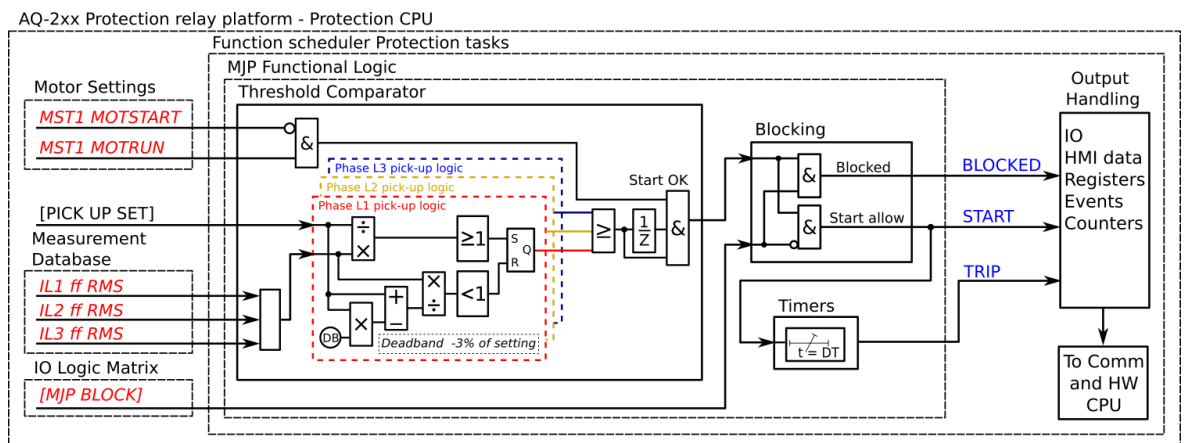 AQ-2xx Protection relay platform - Protection CPU
Function scheduler Protection tasks
MJP Functional Logic
Threshold Comparator
Motor Settings
MST1 MOTSTART
MST1 MOTRUN
&
[PICK UP SET]
Measurement
Database
IL1 ff RMS
IL2 ff RMS
IL3 ff RMS
IO Logic Matrix
[MJP BLOCK]
Phase L3 pick-up logic
Phase L2 pick-up logic
Phase L1 pick-up logic
÷
×
≥1
S
Q
R
×
÷
<1
+
−
×
DB
Deadband -3% of setting
≥
1
Z
Start OK
&
Blocking
&
Blocked
&
Start allow
Timers
t = DT
BLOCKED
START
TRIP
Output
Handling
IO
HMI data
Registers
Events
Counters
To Comm
and HW
CPU